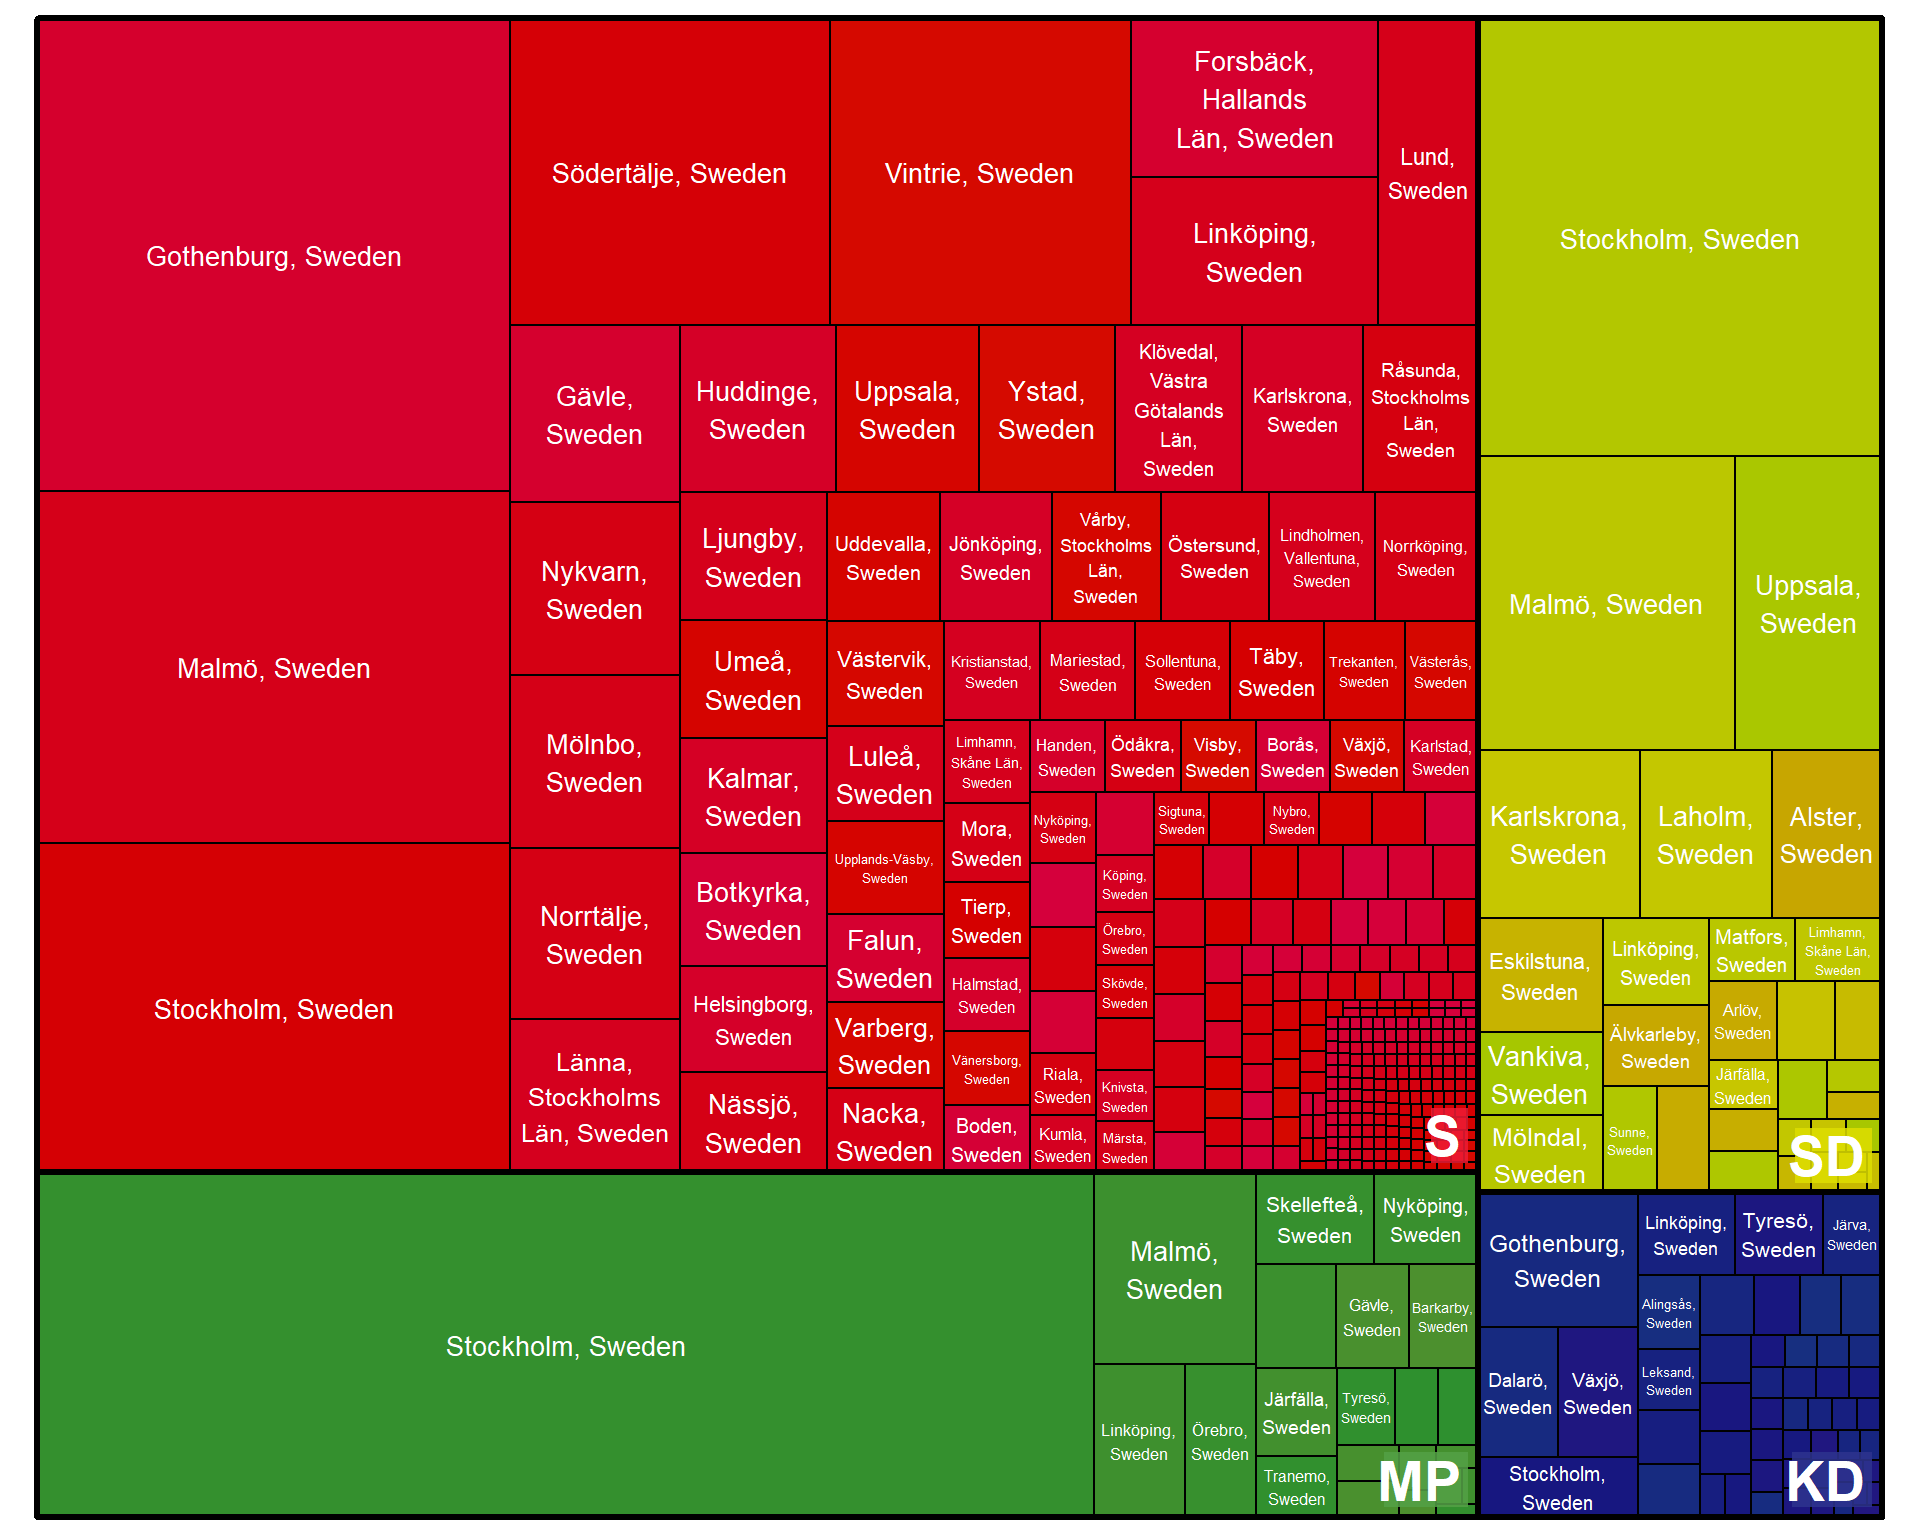 Gothenburg, Sweden
Malmö, Sweden
Stockholm, Sweden
Södertälje, Sweden
Vintrie, Sweden
Forsbäck,
Hallands
Län, Sweden
Linköping,
Sweden
Lund,
Sweden
Gävle,
Sweden
Huddinge,
Sweden
Uppsala,
Sweden
Ystad,
Sweden
Klövedal,
Västra
Götalands
Län,
Sweden
Karlskrona,
Sweden
Råsunda,
Stockholms
Län,
Sweden
Nykvarn,
Sweden
Mölnbo,
Sweden
Norrtälje,
Sweden
Länna,
Stockholms
Län, Sweden
Ljungby,
Sweden
Umeå,
Sweden
Kalmar,
Sweden
Botkyrka,
Sweden
Helsingborg,
Sweden
Nässjö,
Sweden
Uddevalla,
Sweden
Jönköping,
Sweden
Vårby,
Stockholms
Län,
Sweden
Östersund,
Sweden
Lindholmen,
Vallentuna,
Sweden
Norrköping,
Sweden
Västervik,
Sweden
Luleå,
Sweden
Upplands-Väsby,
Sweden
Falun,
Sweden
Varberg,
Sweden
Nacka,
Sweden
Kristianstad,
Sweden
Mariestad,
Sweden
Sollentuna,
Sweden
Täby,
Sweden
Trekanten,
Sweden
Västerås,
Sweden
Limhamn,
Skåne Län,
Sweden
Mora,
Sweden
Tierp,
Sweden
Halmstad,
Sweden
Vänersborg,
Sweden
Boden,
Sweden
Handen,
Sweden
Ödåkra,
Sweden
Visby,
Sweden
Borås,
Sweden
Växjö,
Sweden
Karlstad,
Sweden
Nyköping,
Sweden
Riala,
Sweden
Kumla,
Sweden
Köping,
Sweden
Örebro,
Sweden
Skövde,
Sweden
Knivsta,
Sweden
Märsta,
Sweden
Sigtuna,
Sweden
Nybro,
Sweden
S
Stockholm, Sweden
Malmö, Sweden
Uppsala,
Sweden
Karlskrona,
Sweden
Laholm,
Sweden
Alster,
Sweden
Eskilstuna,
Sweden
Vankiva,
Sweden
Mölndal,
Sweden
Linköping,
Sweden
Älvkarleby,
Sweden
Sunne,
Sweden
Matfors,
Sweden
Limhamn,
Skåne Län,
Sweden
Arlöv,
Sweden
Järfälla,
Sweden
SD
Stockholm, Sweden
Malmö,
Sweden
Linköping,
Sweden
Örebro,
Sweden
Skellefteå,
Sweden
Nyköping,
Sweden
Gävle,
Sweden
Barkarby,
Sweden
Järfälla,
Sweden
Tyresö,
Sweden
Tranemo,
Sweden
MP
Gothenburg,
Sweden
Dalarö,
Sweden
Växjö,
Sweden
Stockholm,
Sweden
Linköping,
Sweden
Tyresö,
Sweden
Järva,
Sweden
Alingsås,
Sweden
Leksand,
Sweden
KD